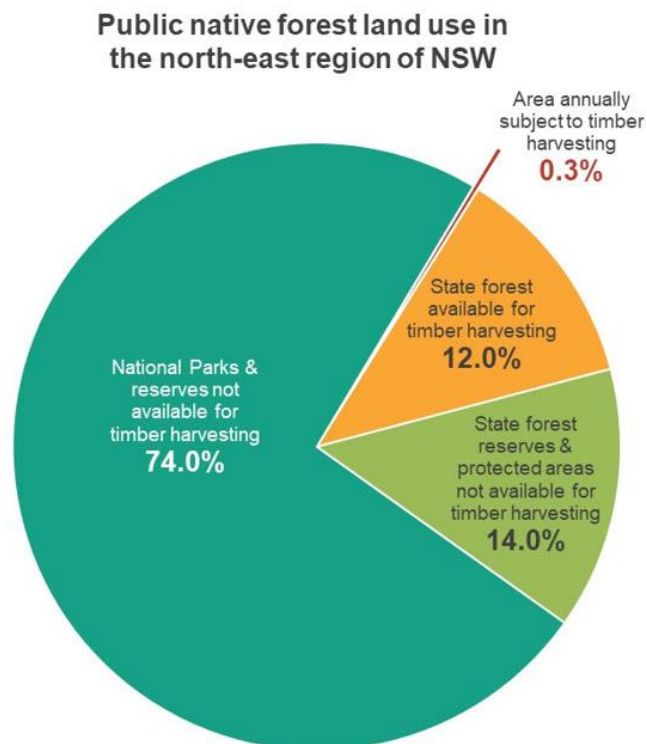 Public native forest land use in
the north-east region of NSW
Area annually
subject to timber
harvesting
0.3%
State forest
available for
timber harvesting
12.0%
National Parks &
reserves not
available for
timber harvesting
74.0%
State forest
reserves &
protected areas
not available for
timber harvesting
14.0%